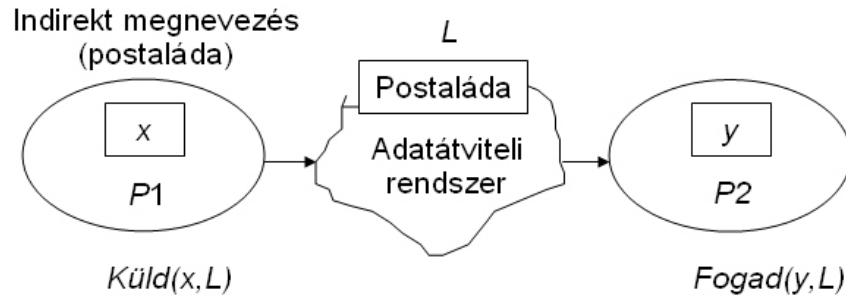 Indirekt megnevezés
(postaláda)
L
Postaláda
x
y
Adatátviteli
rendszer
P1
P2
Küld(x,L)
Fogad(y,L)